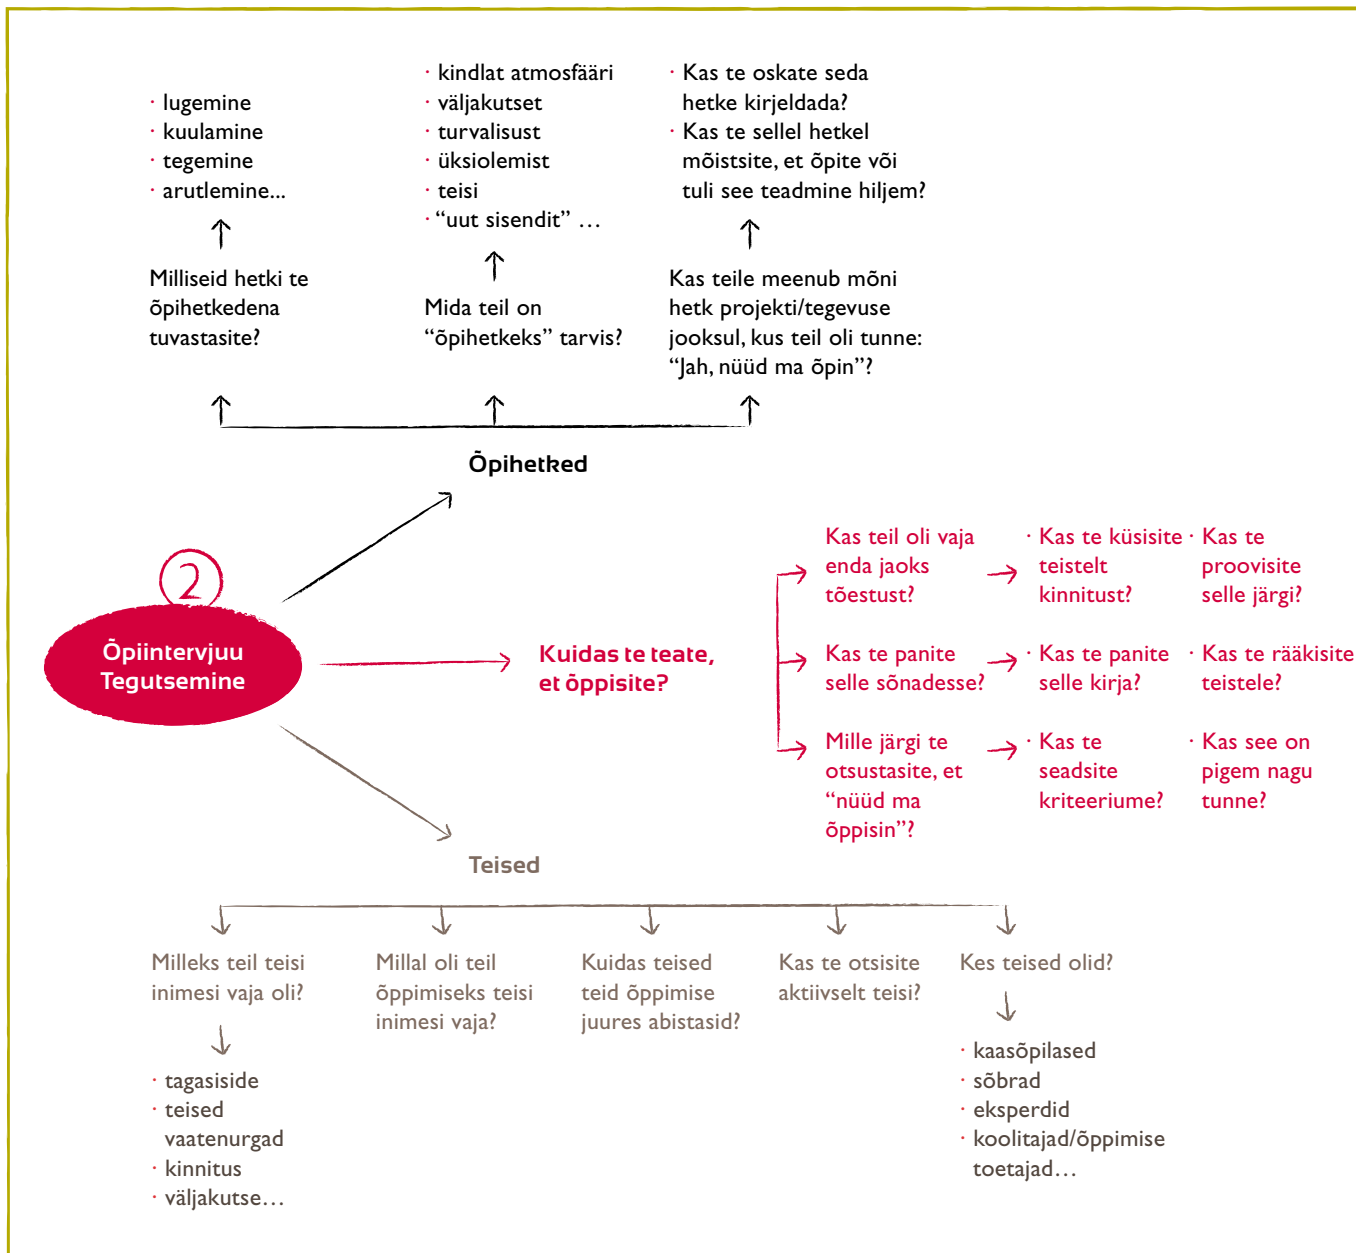 · lugemine
· kuulamine
· tegemine
· arutlemine...
· kindlat atmosfääri
· väljakutset
· turvalisust
· üksiolemist
· teisi
· “uut sisendit” …
· Kas te oskate seda
hetke kirjeldada?
· Kas te sellel hetkel
mõistsite, et õpite või
tuli see teadmine hiljem?
Milliseid hetki te
õpihetkedena
tuvastasite?
Mida teil on
“õpihetkeks” tarvis?
Kas teile meenub mõni
hetk projekti/tegevuse
jooksul, kus teil oli tunne:
“Jah, nüüd ma õpin”?
Õpihetked
2
Õpiintervjuu
Tegutsemine
Kuidas te teate,
et õppisite?
Kas teil oli vaja
enda jaoks
tõestust?
· Kas te küsisite
teistelt
kinnitust?
· Kas te
proovisite
selle järgi?
Kas te panite
selle sõnadesse?
· Kas te panite
selle kirja?
· Kas te rääkisite
teistele?
Mille järgi te
otsustasite, et
“nüüd ma
õppisin”?
· Kas te
seadsite
kriteeriume?
· Kas see on
pigem nagu
tunne?
Teised
Milleks teil teisi
inimesi vaja oli?
Millal oli teil
õppimiseks teisi
inimesi vaja?
Kuidas teised
teid õppimise
juures abistasid?
Kas te otsisite
aktiivselt teisi?
Kes teised olid?
· tagasiside
· teised
vaatenurgad
· kinnitus
· väljakutse…
· kaasõpilased
· sõbrad
· eksperdid
· koolitajad/õppimise
toetajad…